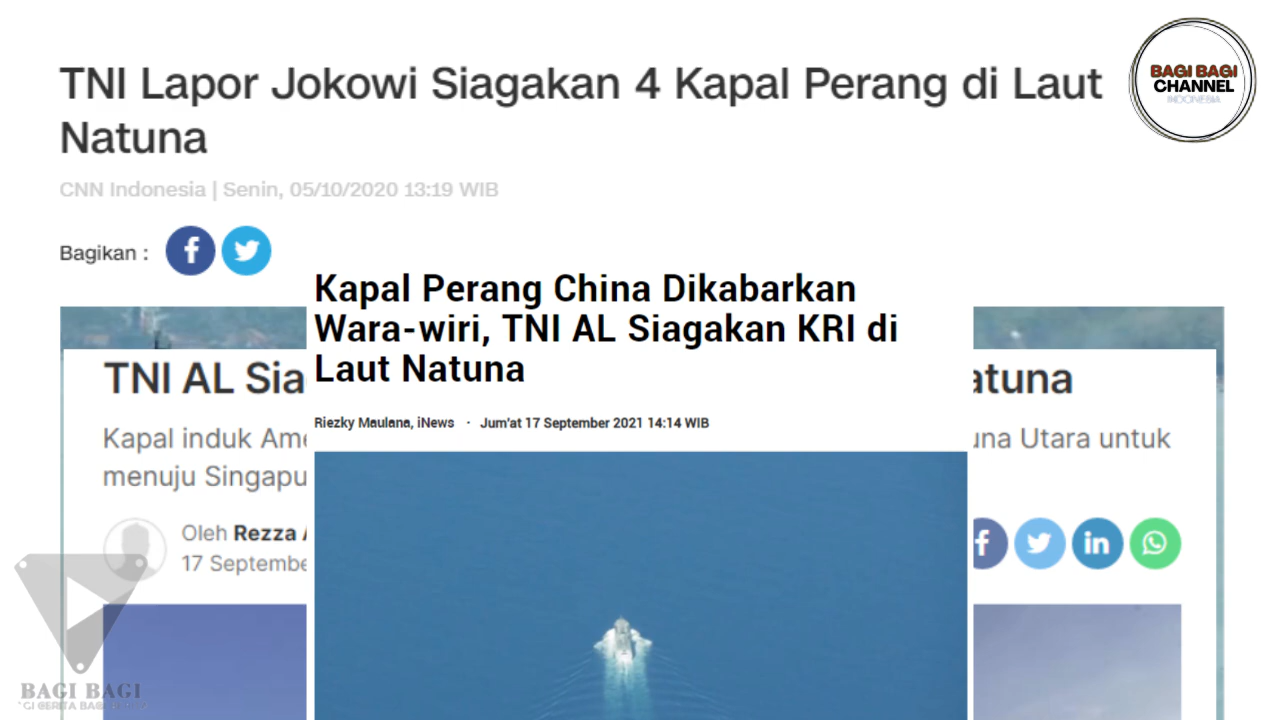 TNI Lapor Jokowi Siagakan 4 Kapal Perang di Laut
Natuna
BAGI BAGI
CHANNEL
INDONESIA
CNN Indonesia | Senin, 05/10/2020 13:19 WIB
Bagikan :
Kapal Perang China Dikabarkan
Wara-wiri, TNI AL Siagakan KRI di
Laut Natuna
Riezky Maulana, iNews · Jum'at 17 September 2021 14:14 WIB
TNI AL Sia
atuna
Kapal induk Ame
una Utara untuk
menuju Singapu
Oleh Rezza A
17 Septembe
BAGI BAGI